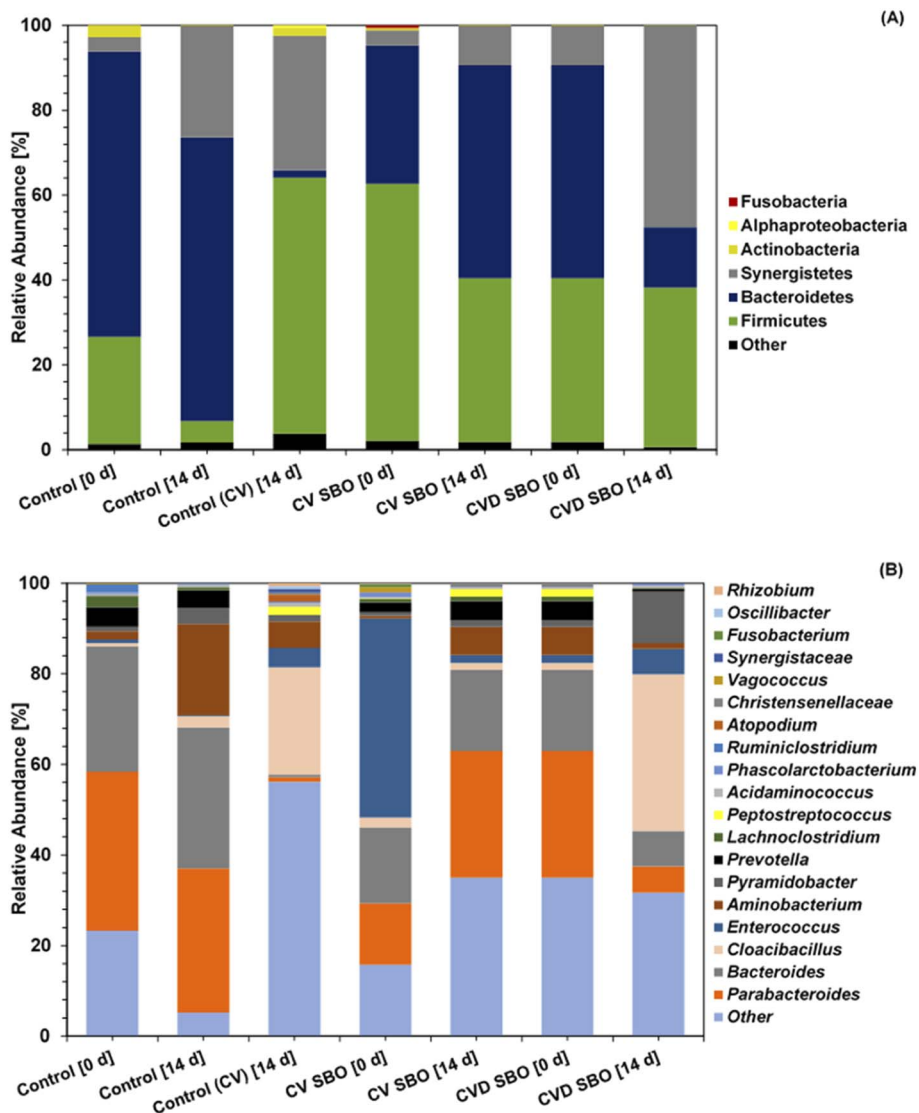 (A)
Relative Abundance [%]
100
80
60
40
20
0
Control [0 d]
Control [14 d]
Control (CV) [14 d]
CV SBO [0 d]
CV SBO [14 d]
CVD SBO [0 d]
CVD SBO [14 d]
Fusobacteria
Alphaproteobacteria
Actinobacteria
Synergistetes
Bacteroidetes
Firmicutes
Other
(B)
Relative Abundance [%]
100
80
60
40
20
0
Control [0 d]
Control [14 d]
Control (CV) [14 d]
CV SBO [0 d]
CV SBO [14 d]
CVD SBO [0 d]
CVD SBO [14 d]
Rhizobium
Oscillibacter
Fusobacterium
Synergistaceae
Vagococcus
Christensenellaceae
Atopodium
Ruminiclostridium
Phascolarctobacterium
Acidaminococcus
Peptostreptococcus
Lachnoclostridium
Prevotella
Pyramidobacter
Aminobacterium
Enterococcus
Cloacibacillus
Bacteroides
Parabacteroides
Other